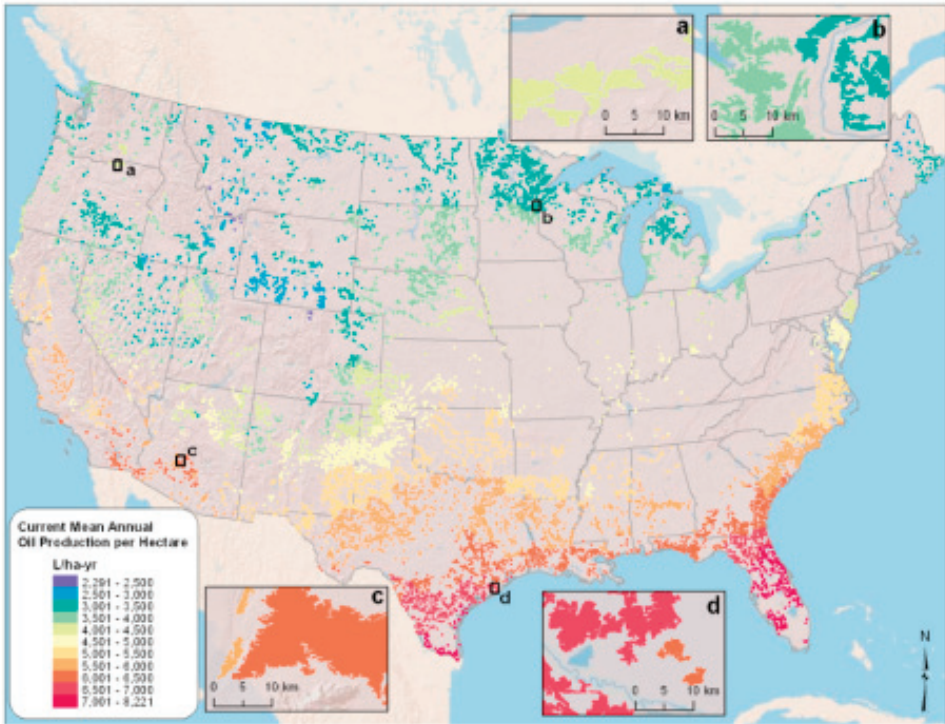 a
0 5 10 km
b
0 5 10 km
a
b
c
d
Current Mean Annual
Oil Production per Hectare
L/ha-yr
2,291 - 2,500
2,501 - 3,000
3,001 - 3,500
3,501 - 4,000
4,001 - 4,500
4,501 - 5,000
5,001 - 5,500
5,501 - 6,000
6,001 - 6,500
6,501 - 7,000
7,001 - 8,221
c
0 5 10 km
d
0 5 10 km
N